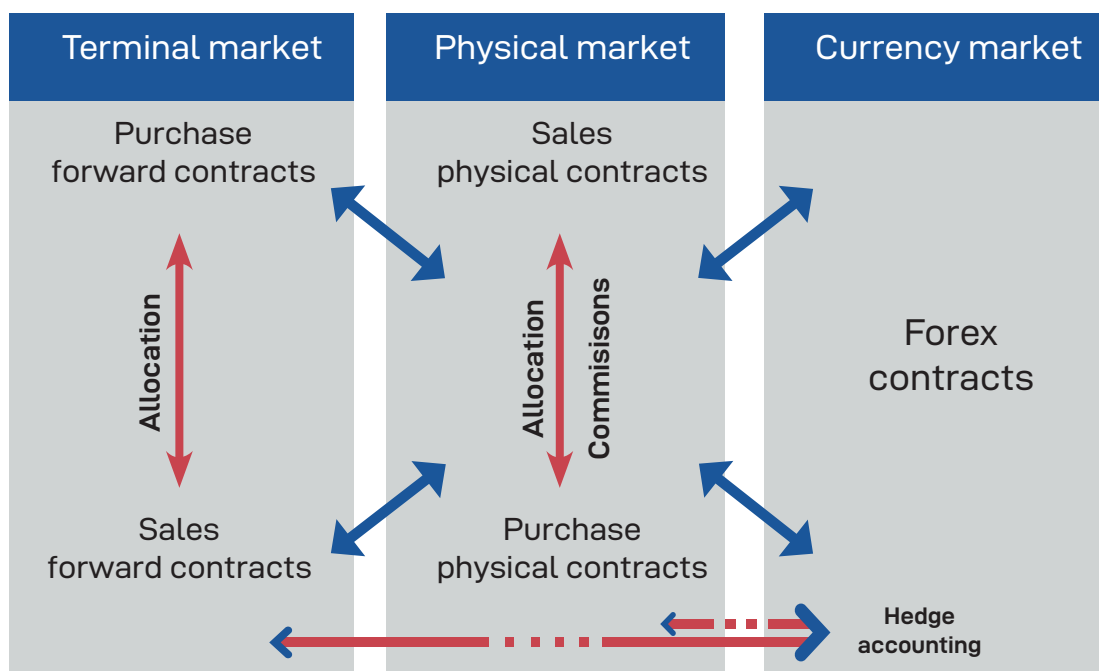 Terminal market
Physical market
Currency market
Purchase
forward contracts
Sales
physical contracts
Allocation
Allocation
Commisisons
Forex
contracts
Sales
forward contracts
Purchase
physical contracts
Hedge
accounting